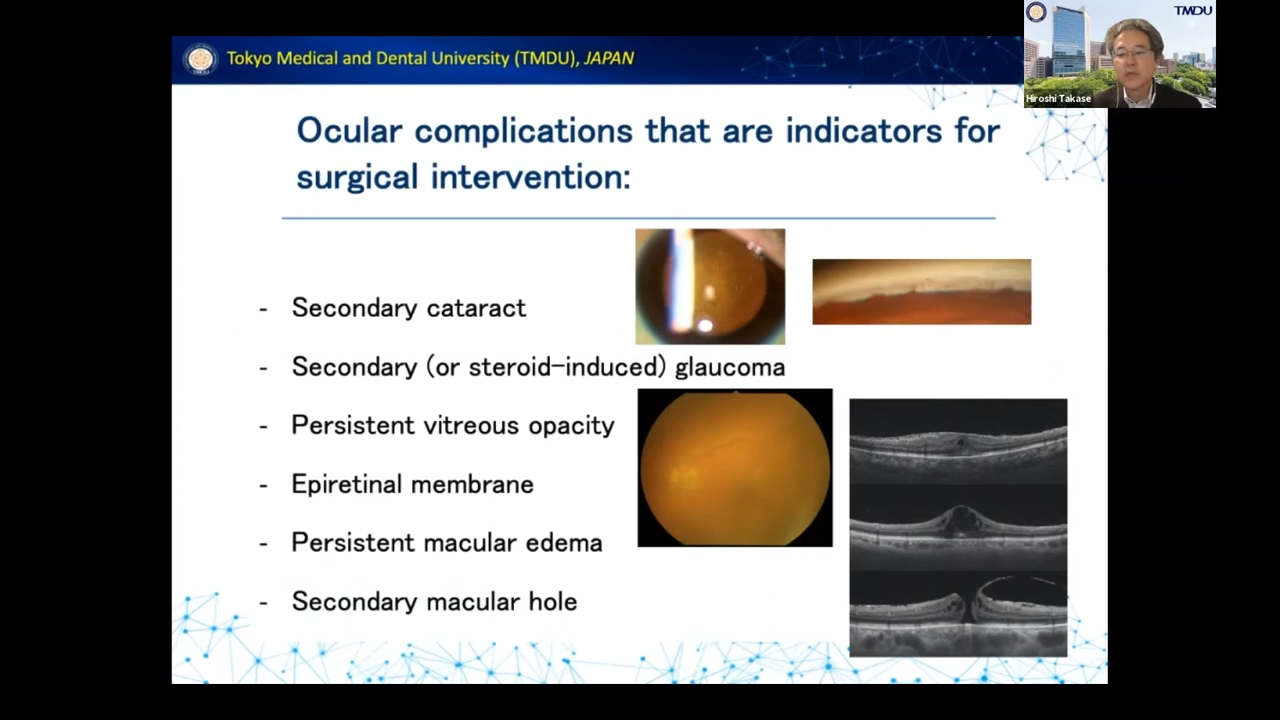 Tokyo Medical and Dental University (TMDU), JAPAN
TMDU
Hiroshi Takase
Ocular complications that are indicators for
surgical intervention:
- Secondary cataract
- Secondary (or steroid-induced) glaucoma
- Persistent vitreous opacity
- Epiretinal membrane
- Persistent macular edema
- Secondary macular hole